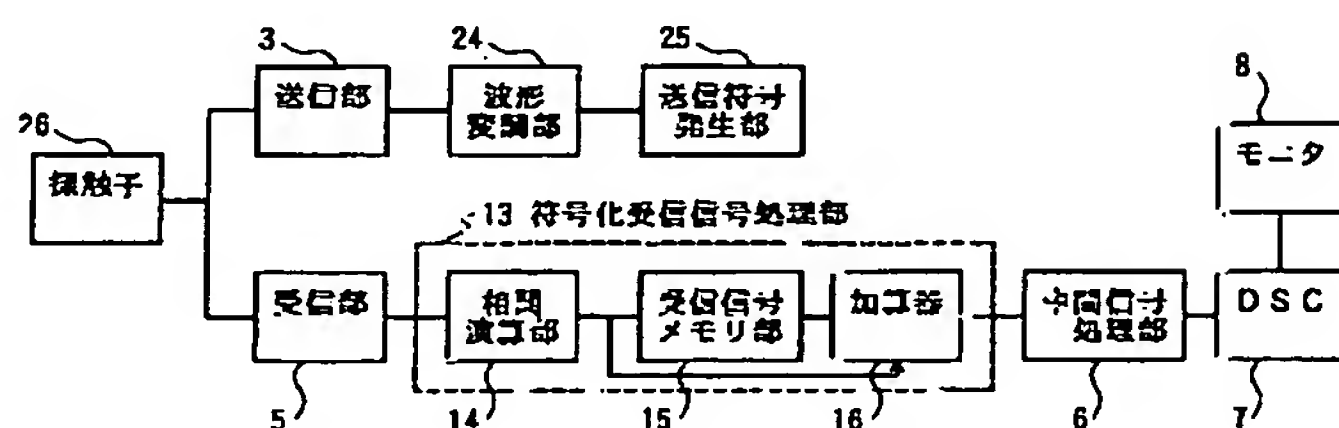 3
24
25
8
26
送信部
波形
変調部
送信符号
発生部
モニタ
探触子
13 符号化受信信号処理部
受信部
相関
演算部
受信信号
メモリ部
加算器
中間信号
処理部
DSC
5
14
15
16
6
7